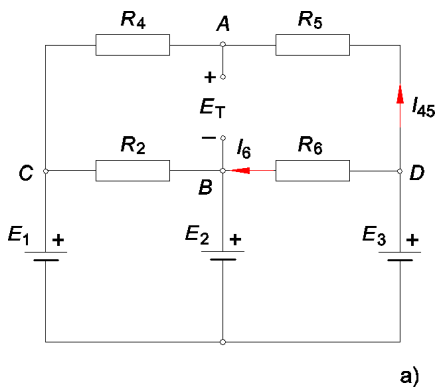 R4 A R5
+
ET
I45
−
R2 I6 R6
C B D
E1 + E2 + E3 +
a)